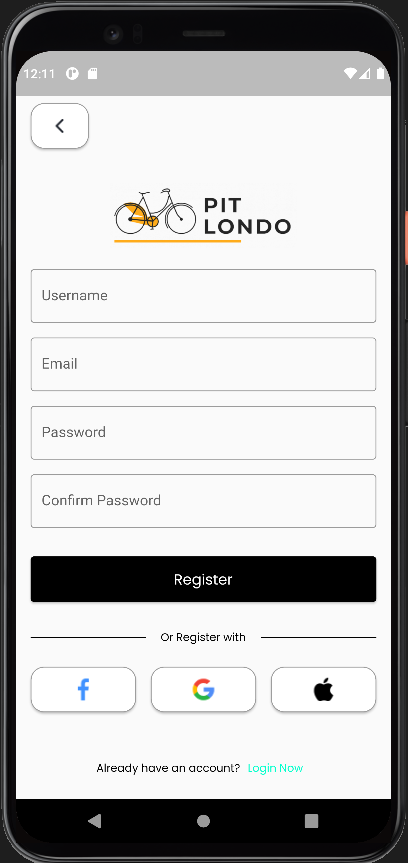 12:11
PIT
LONDO
Username
Email
Password
Confirm Password
Register
Or Register with
Already have an account? Login Now